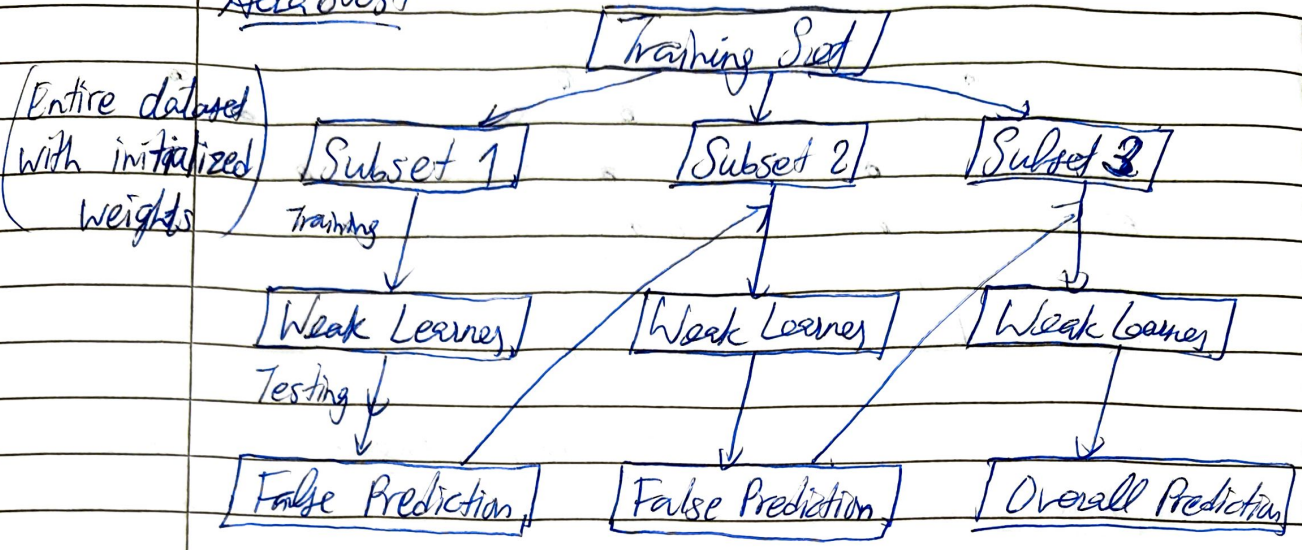 Training Set
(Entire dataset
with initialized
weights)
Subset 1
Subset 2
Subset 3
Training
Weak Learner
Weak Learner
Weak Learner
Testing
False Prediction
False Prediction
Overall Prediction